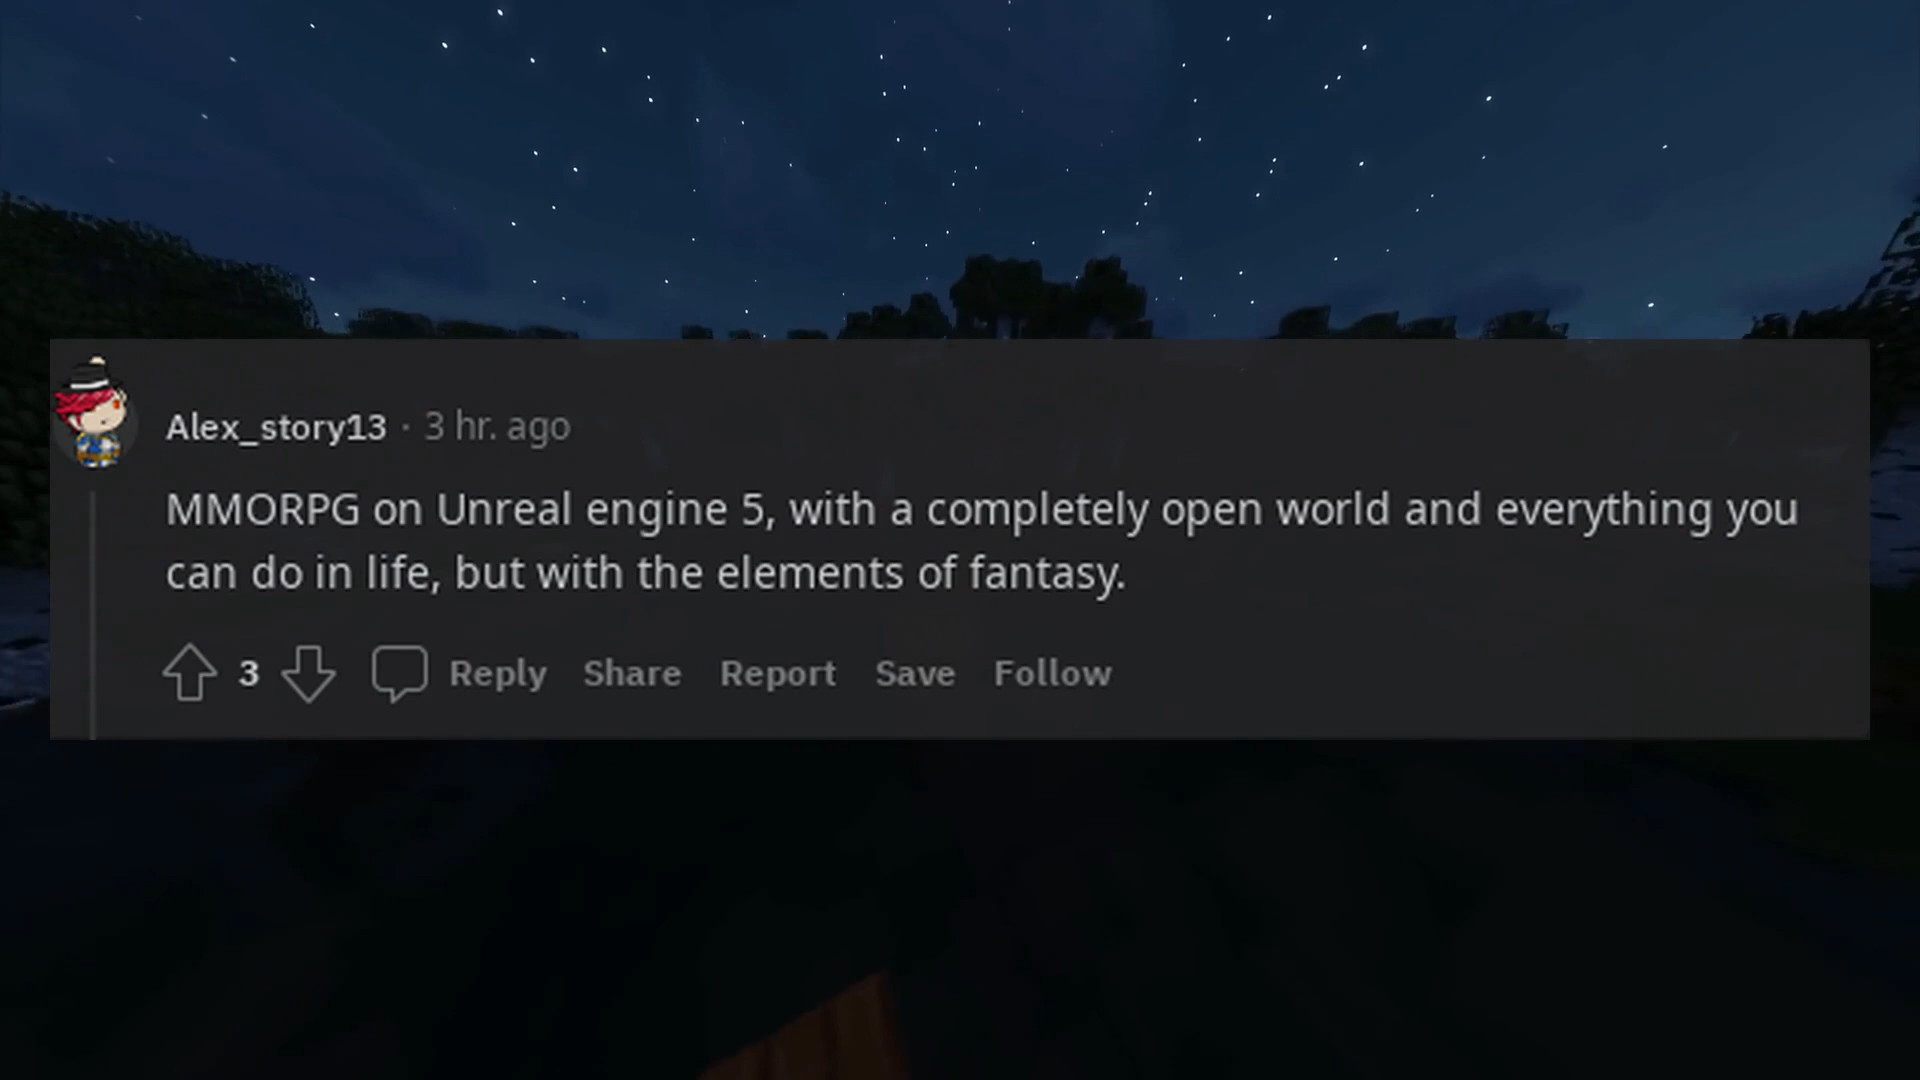 Alex_story13 · 3 hr. ago
MMORPG on Unreal engine 5, with a completely open world and everything you
can do in life, but with the elements of fantasy.
3 Reply Share Report Save Follow